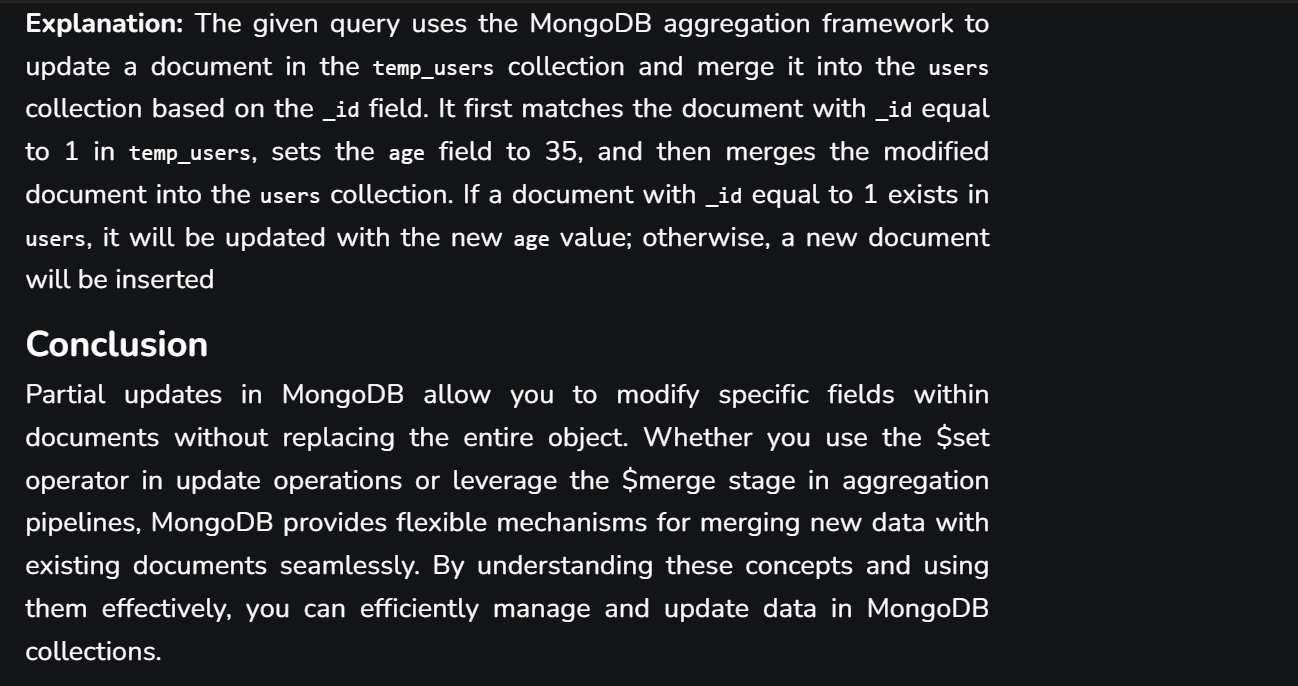 Explanation: The given query uses the MongoDB aggregation framework to
update a document in the temp_users collection and merge it into the users
collection based on the _id field. It first matches the document with _id equal
to 1 in temp_users, sets the age field to 35, and then merges the modified
document into the users collection. If a document with _id equal to 1 exists in
users, it will be updated with the new age value; otherwise, a new document
will be inserted
Conclusion
Partial updates in MongoDB allow you to modify specific fields within
documents without replacing the entire object. Whether you use the $set
operator in update operations or leverage the $merge stage in aggregation
pipelines, MongoDB provides flexible mechanisms for merging new data with
existing documents seamlessly. By understanding these concepts and using
them effectively, you can efficiently manage and update data in MongoDB
collections.